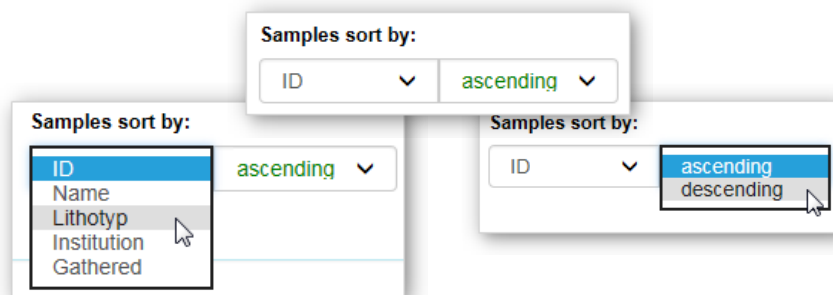 Samples sort by:
ID ascending
Samples sort by:
ID ascending
Name
Lithotyp
Institution
Gathered
Samples sort by:
ID ascending
descending